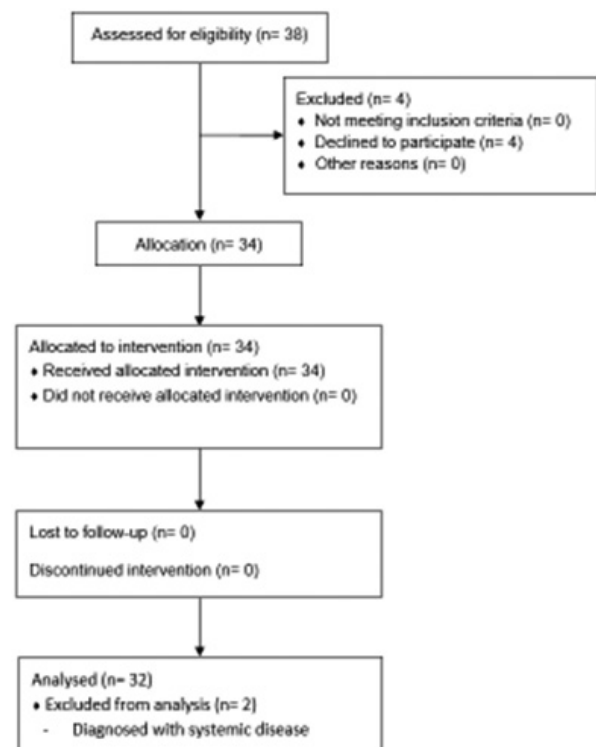 Assessed for eligibility (n= 38)
Excluded (n= 4)
♦ Not meeting inclusion criteria (n= 0)
♦ Declined to participate (n= 4)
♦ Other reasons (n= 0)
Allocation (n= 34)
Allocated to intervention (n= 34)
♦ Received allocated intervention (n= 34)
♦ Did not receive allocated intervention (n= 0)
Lost to follow-up (n= 0)
Discontinued intervention (n= 0)
Analysed (n= 32)
♦ Excluded from analysis (n= 2)
- Diagnosed with systemic disease